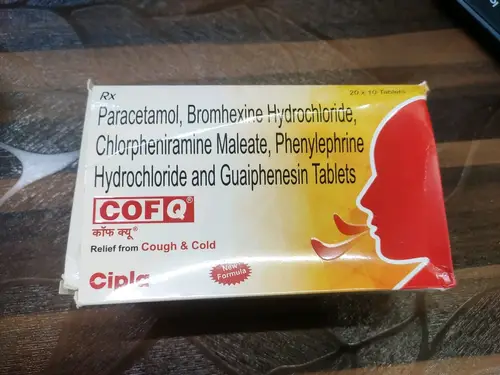 Rx
20 x 10 Tablets
Paracetamol, Bromhexine Hydrochloride,
Chlorpheniramine Maleate, Phenylephrine
Hydrochloride and Guaiphenesin Tablets
COFQ®
कॉफ क्यू®
Relief from Cough & Cold
Cipla
New
Formula